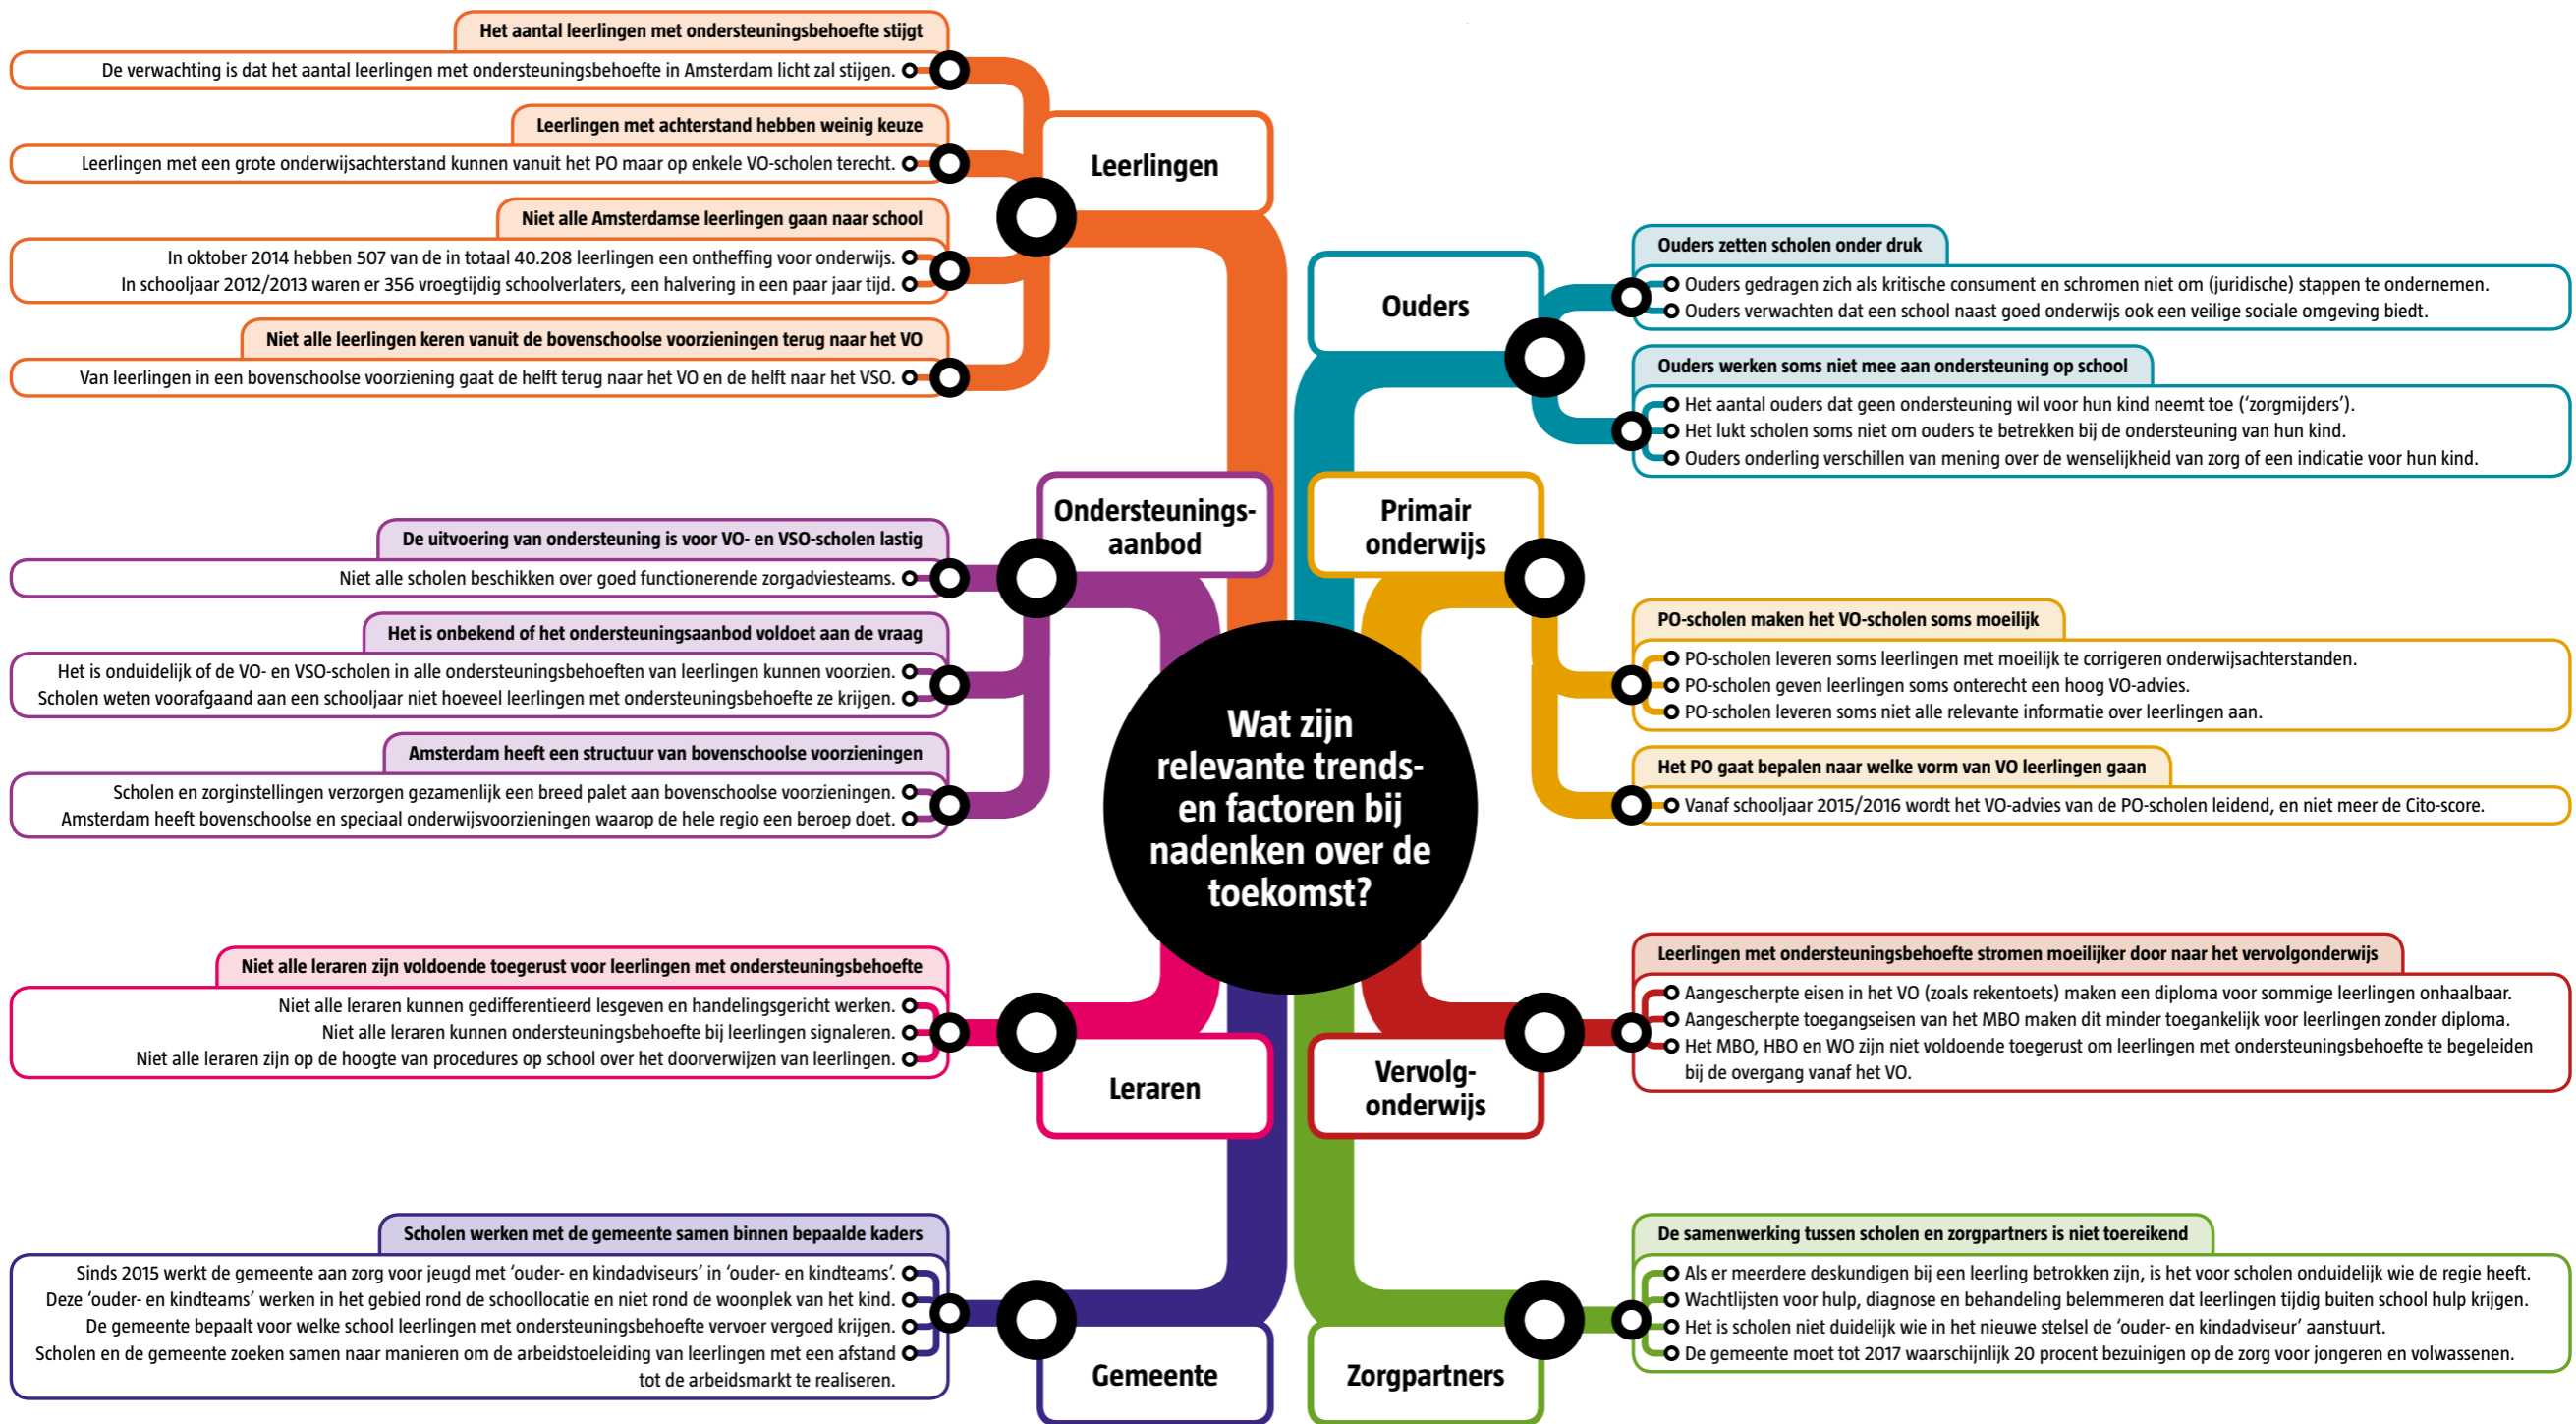 Het aantal leerlingen met ondersteuningsbehoefte stijgt
De verwachting is dat het aantal leerlingen met ondersteuningsbehoefte in Amsterdam licht zal stijgen.
Leerlingen met achterstand hebben weinig keuze
Leerlingen met een grote onderwijsachterstand kunnen vanuit het PO maar op enkele VO-scholen terecht.
Niet alle Amsterdamse leerlingen gaan naar school
In oktober 2014 hebben 507 van de in totaal 40.208 leerlingen een ontheffing voor onderwijs.
In schooljaar 2012/2013 waren er 356 vroegtijdig schoolverlaters, een halvering in een paar jaar tijd.
Niet alle leerlingen keren vanuit de bovenschoolse voorzieningen terug naar het VO
Van leerlingen in een bovenschoolse voorziening gaat de helft terug naar het VO en de helft naar het VSO.
Leerlingen
Ouders
Ouders zetten scholen onder druk
Ouders gedragen zich als kritische consument en schromen niet om (juridische) stappen te ondernemen.
Ouders verwachten dat een school naast goed onderwijs ook een veilige sociale omgeving biedt.
Ouders werken soms niet mee aan ondersteuning op school
Het aantal ouders dat geen ondersteuning wil voor hun kind neemt toe (‘zorgmijders’).
Het lukt scholen soms niet om ouders te betrekken bij de ondersteuning van hun kind.
Ouders onderling verschillen van mening over de wenselijkheid van zorg of een indicatie voor hun kind.
Ondersteunings-
aanbod
De uitvoering van ondersteuning is voor VO- en VSO-scholen lastig
Niet alle scholen beschikken over goed functionerende zorgadviesteams.
Het is onbekend of het ondersteuningsaanbod voldoet aan de vraag
Het is onduidelijk of de VO- en VSO-scholen in alle ondersteuningsbehoeften van leerlingen kunnen voorzien.
Scholen weten voorafgaand aan een schooljaar niet hoeveel leerlingen met ondersteuningsbehoefte ze krijgen.
Amsterdam heeft een structuur van bovenschoolse voorzieningen
Scholen en zorginstellingen verzorgen gezamenlijk een breed palet aan bovenschoolse voorzieningen.
Amsterdam heeft bovenschoolse en speciaal onderwijsvoorzieningen waarop de hele regio een beroep doet.
Primair
onderwijs
PO-scholen maken het VO-scholen soms moeilijk
PO-scholen leveren soms leerlingen met moeilijk te corrigeren onderwijsachterstanden.
PO-scholen geven leerlingen soms onterecht een hoog VO-advies.
PO-scholen leveren soms niet alle relevante informatie over leerlingen aan.
Het PO gaat bepalen naar welke vorm van VO leerlingen gaan
Vanaf schooljaar 2015/2016 wordt het VO-advies van de PO-scholen leidend, en niet meer de Cito-score.
Wat zijn
relevante trends-
en factoren bij
nadenken over de
toekomst?
Niet alle leraren zijn voldoende toegerust voor leerlingen met ondersteuningsbehoefte
Niet alle leraren kunnen gedifferentieerd lesgeven en handelingsgericht werken.
Niet alle leraren kunnen ondersteuningsbehoefte bij leerlingen signaleren.
Niet alle leraren zijn op de hoogte van procedures op school over het doorverwijzen van leerlingen.
Leraren
Vervolg-
onderwijs
Leerlingen met ondersteuningsbehoefte stromen moeilijker door naar het vervolgonderwijs
Aangescherpte eisen in het VO (zoals rekentoets) maken een diploma voor sommige leerlingen onhaalbaar.
Aangescherpte toegangseisen van het MBO maken dit minder toegankelijk voor leerlingen zonder diploma.
Het MBO, HBO en WO zijn niet voldoende toegerust om leerlingen met ondersteuningsbehoefte te begeleiden
bij de overgang vanaf het VO.
Scholen werken met de gemeente samen binnen bepaalde kaders
Sinds 2015 werkt de gemeente aan zorg voor jeugd met ‘ouder- en kindadviseurs’ in ‘ouder- en kindteams’.
Deze ‘ouder- en kindteams’ werken in het gebied rond de schoollocatie en niet rond de woonplek van het kind.
De gemeente bepaalt voor welke school leerlingen met ondersteuningsbehoefte vervoer vergoed krijgen.
Scholen en de gemeente zoeken samen naar manieren om de arbeidstoeleiding van leerlingen met een afstand
tot de arbeidsmarkt te realiseren.
Gemeente
Zorgpartners
De samenwerking tussen scholen en zorgpartners is niet toereikend
Als er meerdere deskundigen bij een leerling betrokken zijn, is het voor scholen onduidelijk wie de regie heeft.
Wachtlijsten voor hulp, diagnose en behandeling belemmeren dat leerlingen tijdig buiten school hulp krijgen.
Het is scholen niet duidelijk wie in het nieuwe stelsel de ‘ouder- en kindadviseur’ aanstuurt.
De gemeente moet tot 2017 waarschijnlijk 20 procent bezuinigen op de zorg voor jongeren en volwassenen.